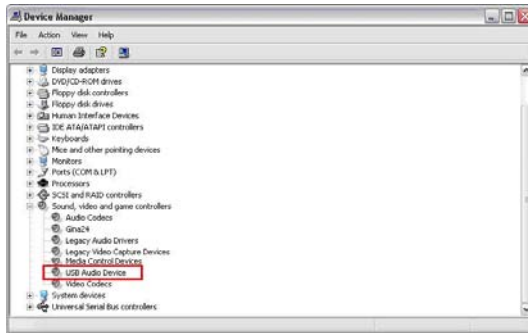 Device Manager
File Action View Help
Display adapters
DVD/CD-ROM drives
Floppy disk controllers
Floppy disk drives
Human Interface Devices
IDE ATA/ATAPI controllers
Keyboards
Mice and other pointing devices
Monitors
Ports (COM & LPT)
Processors
SCSI and RAID controllers
Sound, video and game controllers
Audio Codecs
Gina24
Legacy Audio Drivers
Legacy Video Capture Devices
Media Control Devices
USB Audio Device
Video Codecs
System devices
Universal Serial Bus controllers